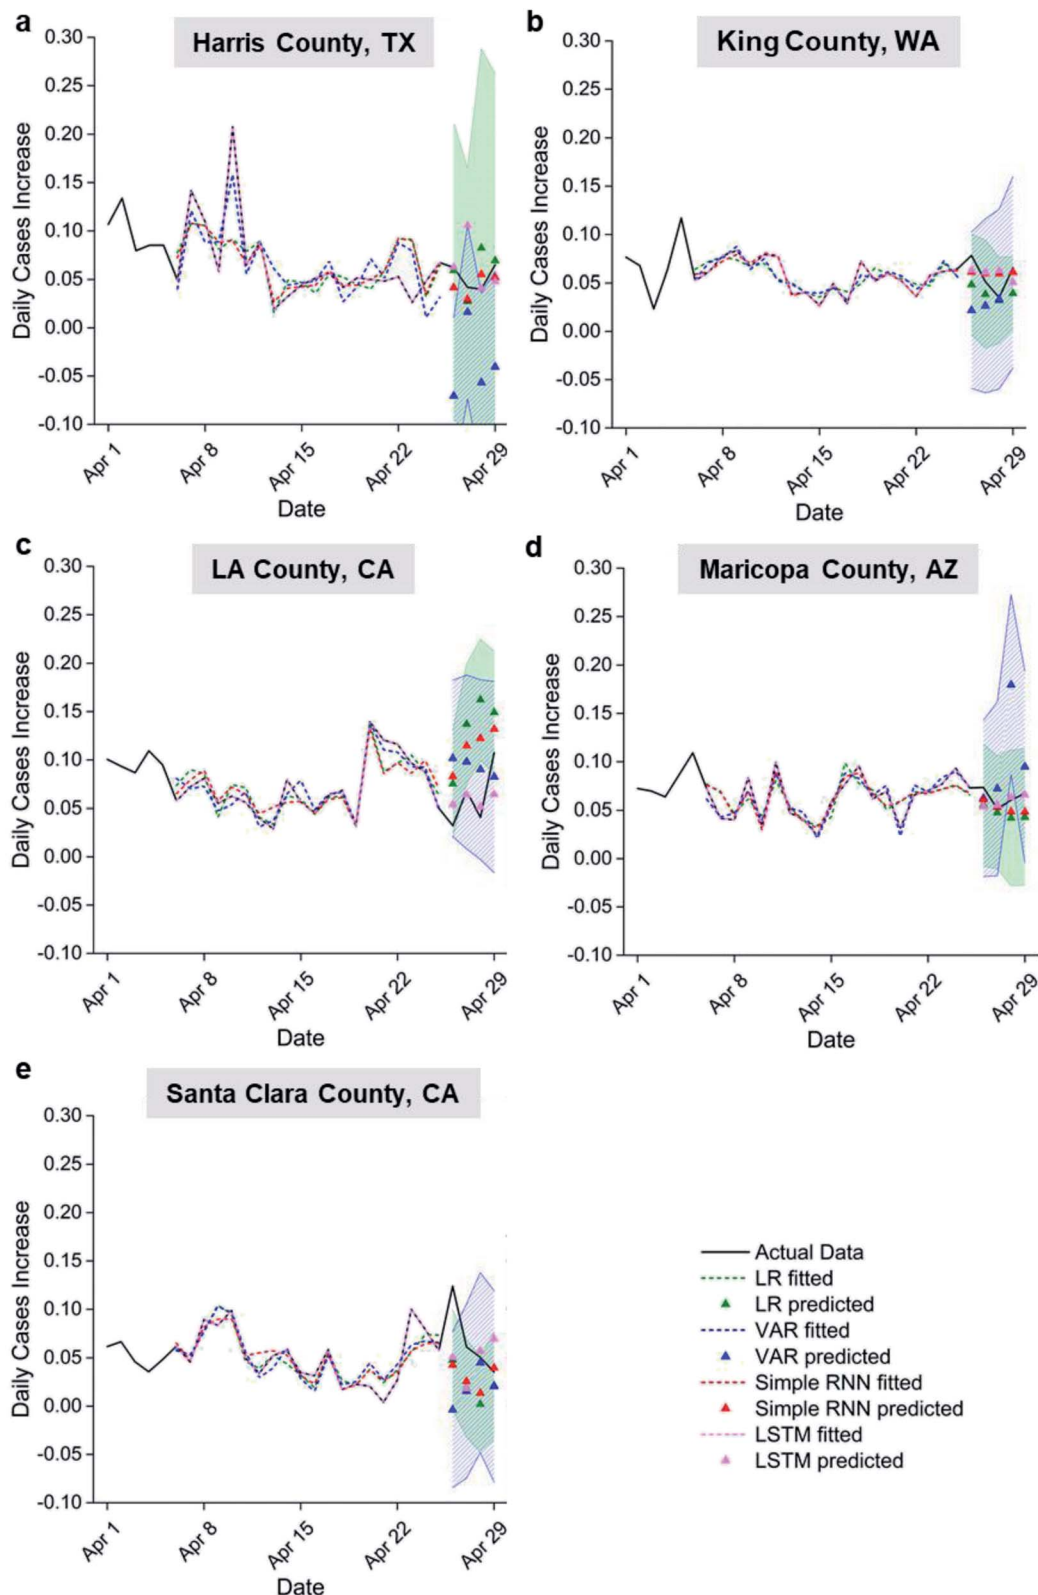 a
Harris County, TX
0.30
0.25
0.20
0.15
0.10
0.05
0.00
-0.05
-0.10
Daily Cases Increase
Apr 1
Apr 8
Apr 15
Apr 22
Apr 29
Date
b
King County, WA
0.30
0.25
0.20
0.15
0.10
0.05
0.00
-0.05
-0.10
Daily Cases Increase
Apr 1
Apr 8
Apr 15
Apr 22
Apr 29
Date
c
LA County, CA
0.30
0.25
0.20
0.15
0.10
0.05
0.00
-0.05
-0.10
Daily Cases Increase
Apr 1
Apr 8
Apr 15
Apr 22
Apr 29
Date
d
Maricopa County, AZ
0.30
0.25
0.20
0.15
0.10
0.05
0.00
-0.05
-0.10
Daily Cases Increase
Apr 1
Apr 8
Apr 15
Apr 22
Apr 29
Date
e
Santa Clara County, CA
0.30
0.25
0.20
0.15
0.10
0.05
0.00
-0.05
-0.10
Daily Cases Increase
Apr 1
Apr 8
Apr 15
Apr 22
Apr 29
Date
Actual Data
LR fitted
LR predicted
VAR fitted
VAR predicted
Simple RNN fitted
Simple RNN predicted
LSTM fitted
LSTM predicted